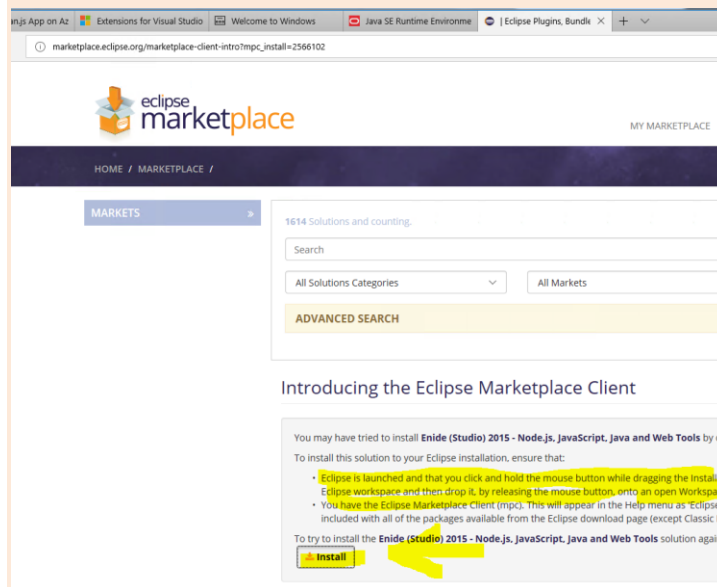 an.js App on Az
Extensions for Visual Studio
Welcome to Windows
Java SE Runtime Environme
| Eclipse Plugins, Bundle
marketplace.eclipse.org/marketplace-client-intro?mpc_install=2566102
eclipse
marketplace
MY MARKETPLACE
HOME / MARKETPLACE /
MARKETS
1614 Solutions and counting.
Search
All Solutions Categories
All Markets
ADVANCED SEARCH
Introducing the Eclipse Marketplace Client
You may have tried to install Enide (Studio) 2015 - Node.js, JavaScript, Java and Web Tools by
To install this solution to your Eclipse installation, ensure that:
• Eclipse is launched and that you click and hold the mouse button while dragging the Instal
Eclipse workspace and then drop it, by releasing the mouse button, onto an open Workspa
• You have the Eclipse Marketplace Client (mpc). This will appear in the Help menu as 'Eclipse
included with all of the packages available from the Eclipse download page (except Classic
To try to install the Enide (Studio) 2015 - Node.js, JavaScript, Java and Web Tools solution agai
Install